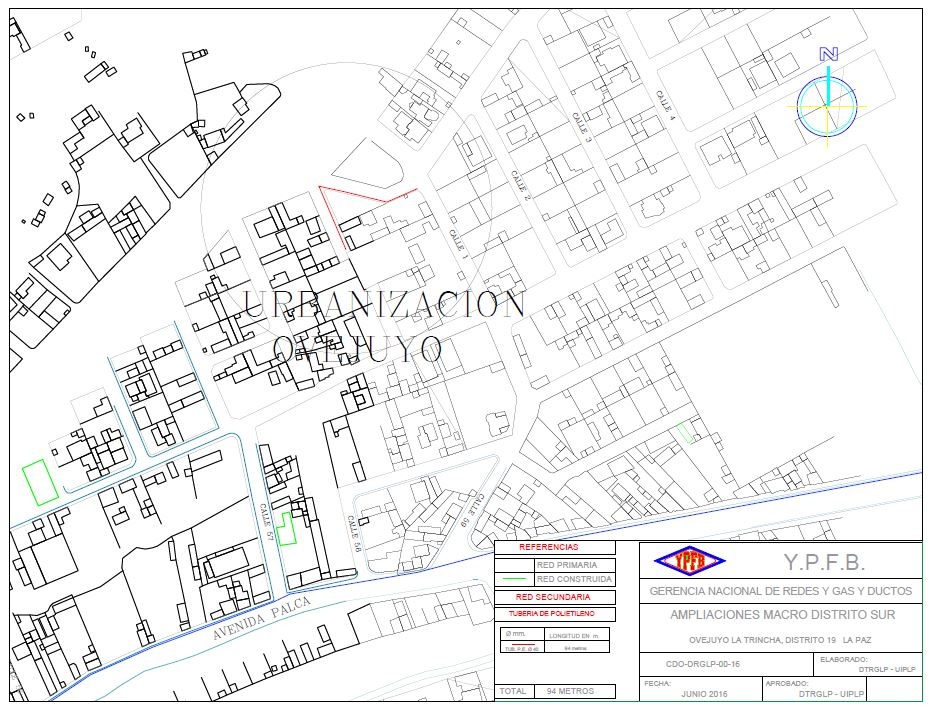 N
CALLE 4
CALLE 3
CALLE 2
CALLE 1
URBANIZACION
OVEJUYO
CALLE 57
CALLE 58
CALLE 59
AVENIDA PALCA
REFERENCIAS
RED PRIMARIA
RED CONSTRUIDA
RED SECUNDARIA
TUBERIA DE POLIETILENO
Ø mm.
LONGITUD EN m.
TUB. P.E. Ø 40
94 metros
TOTAL
94 METROS
YPFB
Y.P.F.B.
GERENCIA NACIONAL DE REDES Y GAS Y DUCTOS
AMPLIACIONES MACRO DISTRITO SUR
OVEJUYO LA TRINCHA, DISTRITO 19 LA PAZ
CDO-DRGLP-00-16
ELABORADO:
DTRGLP - UIPLP
FECHA:
JUNIO 2016
APROBADO:
DTRGLP - UIPLP